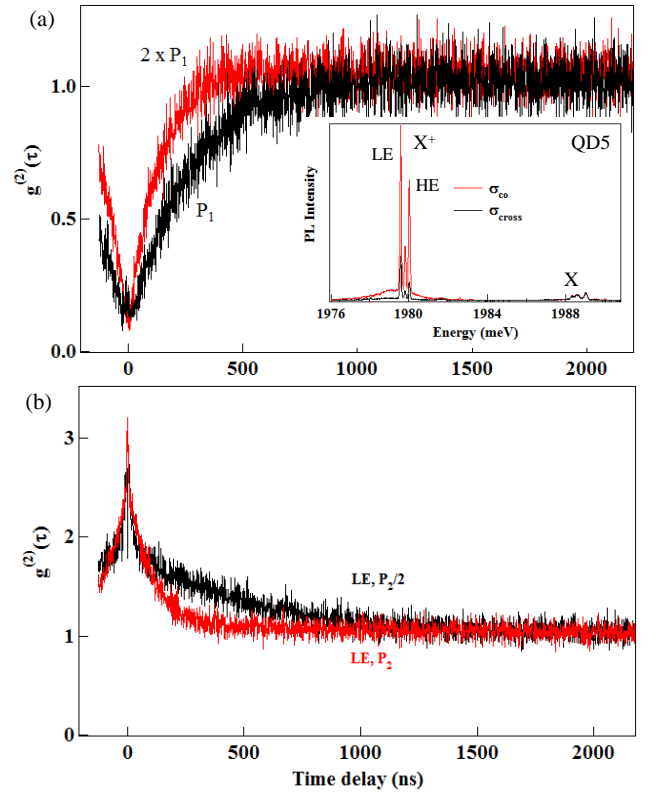 (a)
2 x P₁
P₁
1.0
0.5
0.0
g⁽²⁾(τ)
0
500
1000
1500
2000
X⁺
QD5
LE
HE
σco
σcross
X
PL Intensity
1976
1980
1984
1988
Energy (meV)
(b)
3
2
1
0
g⁽²⁾(τ)
LE, P₂/2
LE, P₂
0
500
1000
1500
2000
Time delay (ns)